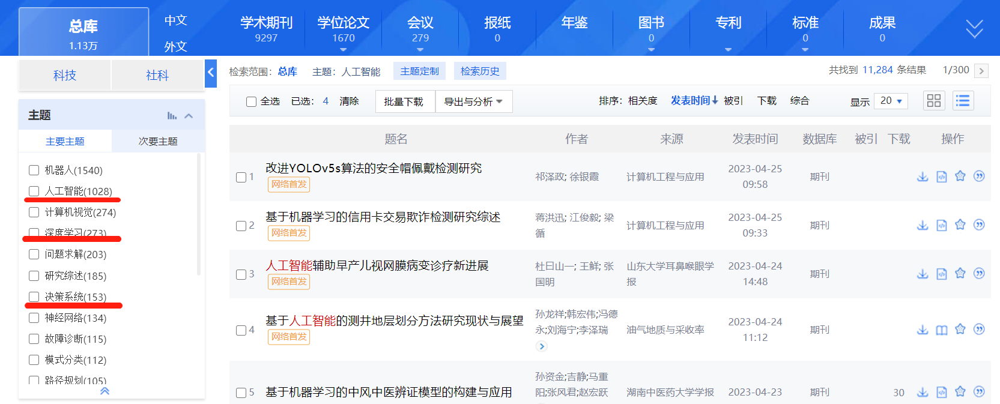 总库
1.13万
中文
外文
学术期刊
9297
学位论文
1670
会议
279
报纸
0
年鉴
图书
0
专利
标准
0
成果
0
科技
社科
检索范围：总库 主题：人工智能 主题定制 检索历史
共找到 11,284 条结果 1/300
全选 已选：4 清除 批量下载 导出与分析
排序：相关度 发表时间↓ 被引 下载 综合 显示 20
主题
主要主题 次要主题
机器人(1540)
人工智能(1028)
计算机视觉(274)
深度学习(273)
问题求解(203)
研究综述(185)
决策系统(153)
神经网络(134)
故障诊断(115)
模式分类(112)
路径规划(105)
题名 作者 来源 发表时间 数据库 被引 下载 操作
1 改进YOLOv5s算法的安全帽佩戴检测研究
网络首发
祁泽政; 徐银霞
计算机工程与应用
2023-04-25
09:58
期刊
2 基于机器学习的信用卡交易欺诈检测研究综述
网络首发
蒋洪迅; 江俊毅; 梁
循
计算机工程与应用
2023-04-25
09:33
期刊
3 人工智能辅助早产儿视网膜病变诊疗新进展
网络首发
杜曰山一; 王鲜; 张
国明
山东大学耳鼻喉眼学
报
2023-04-24
14:48
期刊
4 基于人工智能的测井地层划分方法研究现状与展望
网络首发
孙龙祥;韩宏伟;冯德
永;刘海宁;李泽瑞
油气地质与采收率
2023-04-24
11:12
期刊
5 基于机器学习的中风中医辨证模型的构建与应用
孙资金;吉静;马重
阳;张风君;赵宏跃
湖南中医药大学学报
2023-04-23
期刊
30